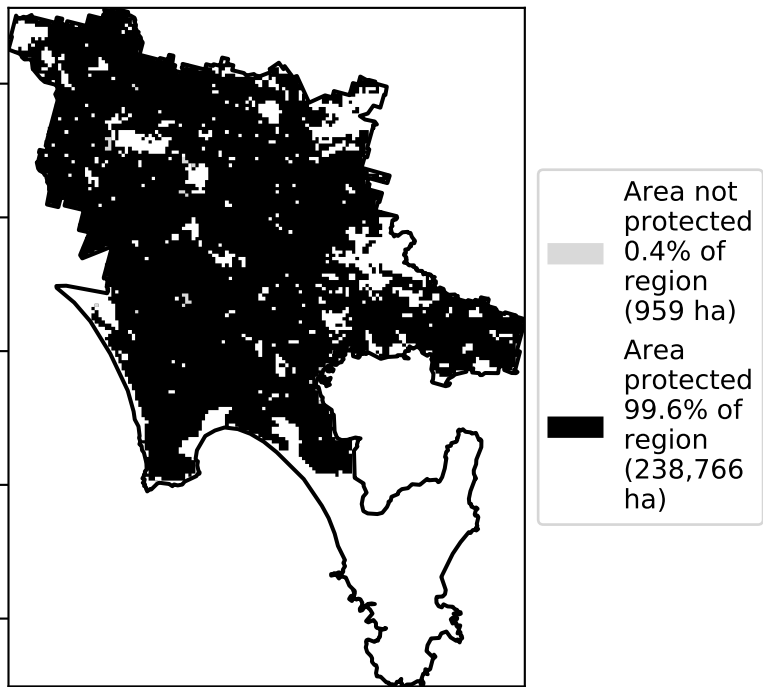 Area not
protected
0.4% of
region
(959 ha)
Area
protected
99.6% of
region
(238,766
ha)